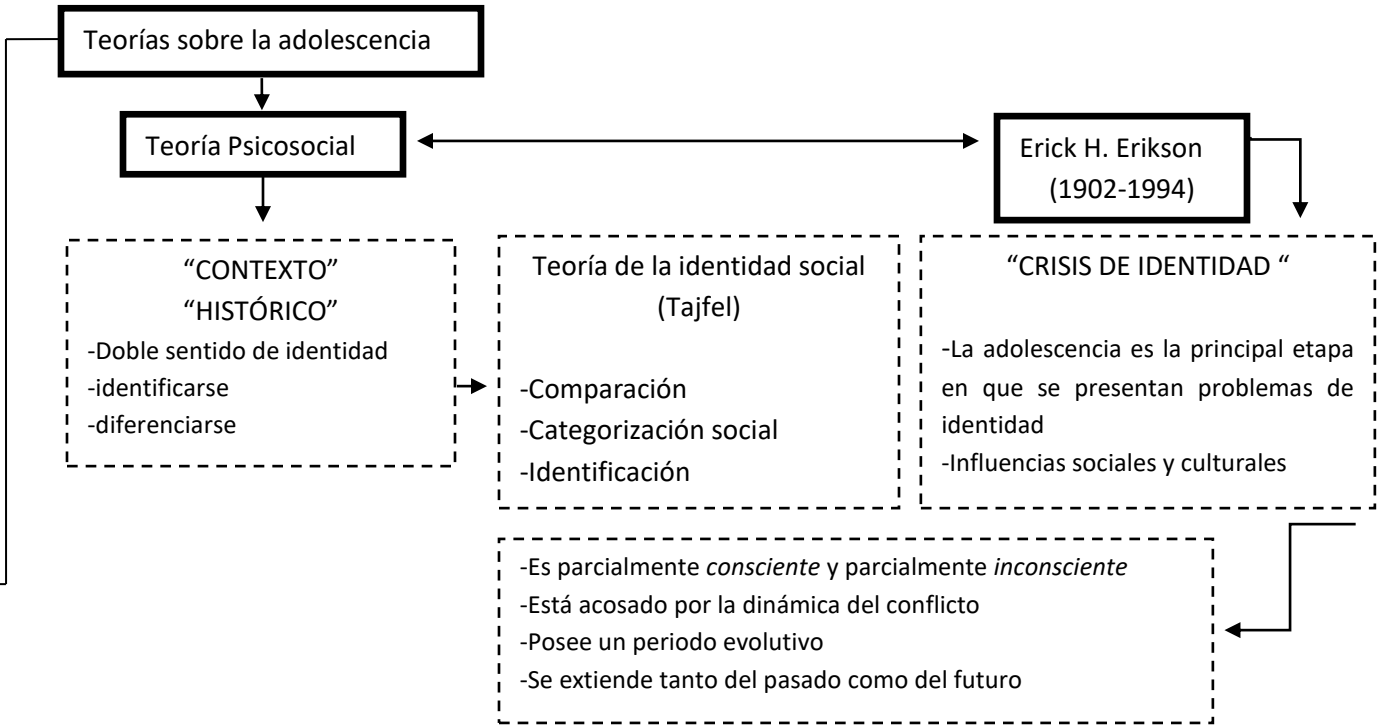 Teorías sobre la adolescencia
Teoría Psicosocial
Erick H. Erikson
(1902-1994)
“CONTEXTO”
“HISTÓRICO”
-Doble sentido de identidad
-identificarse
-diferenciarse
Teoría de la identidad social
(Tajfel)
-Comparación
-Categorización social
-Identificación
“CRISIS DE IDENTIDAD “
-La adolescencia es la principal etapa
en que se presentan problemas de
identidad
-Influencias sociales y culturales
-Es parcialmente consciente y parcialmente inconsciente
-Está acosado por la dinámica del conflicto
-Posee un periodo evolutivo
-Se extiende tanto del pasado como del futuro